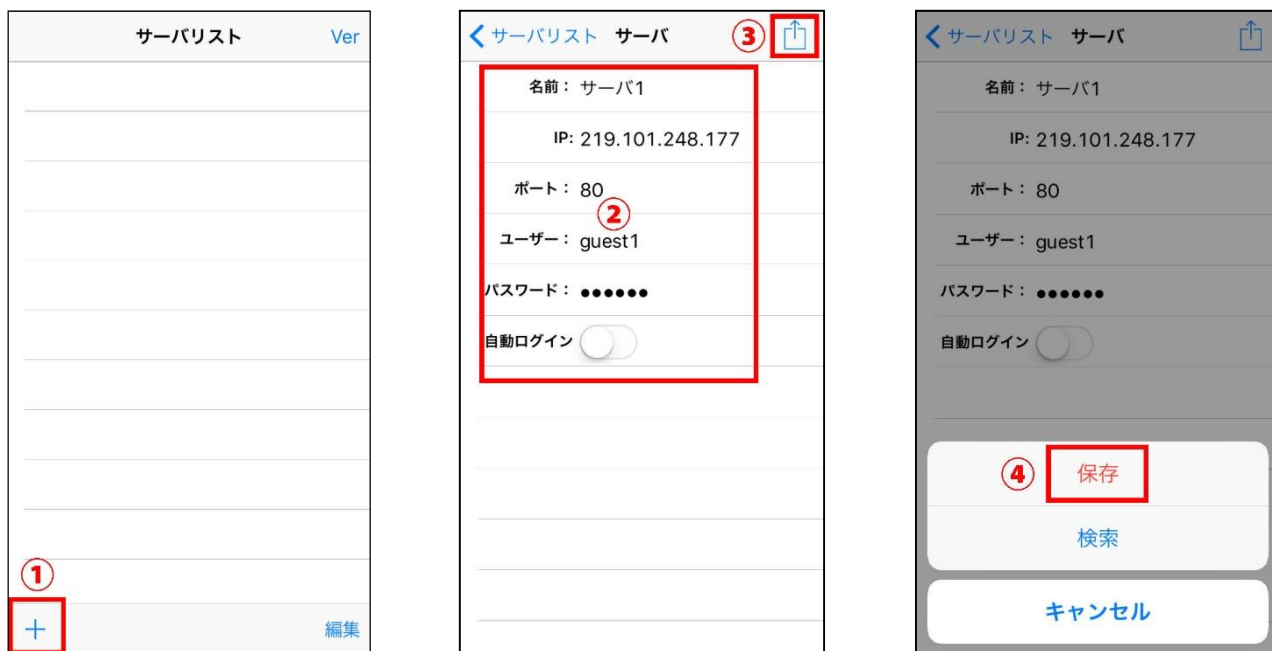 サーバリスト Ver
①
＋ 編集
サーバリスト サーバ ③
名前： サーバ1
IP: 219.101.248.177
ポート： 80
②
ユーザー： guest1
パスワード： ●●●●●●
自動ログイン
サーバリスト サーバ
名前： サーバ1
IP: 219.101.248.177
ポート： 80
ユーザー： guest1
パスワード： ●●●●●●
自動ログイン
④ 保存
検索
キャンセル